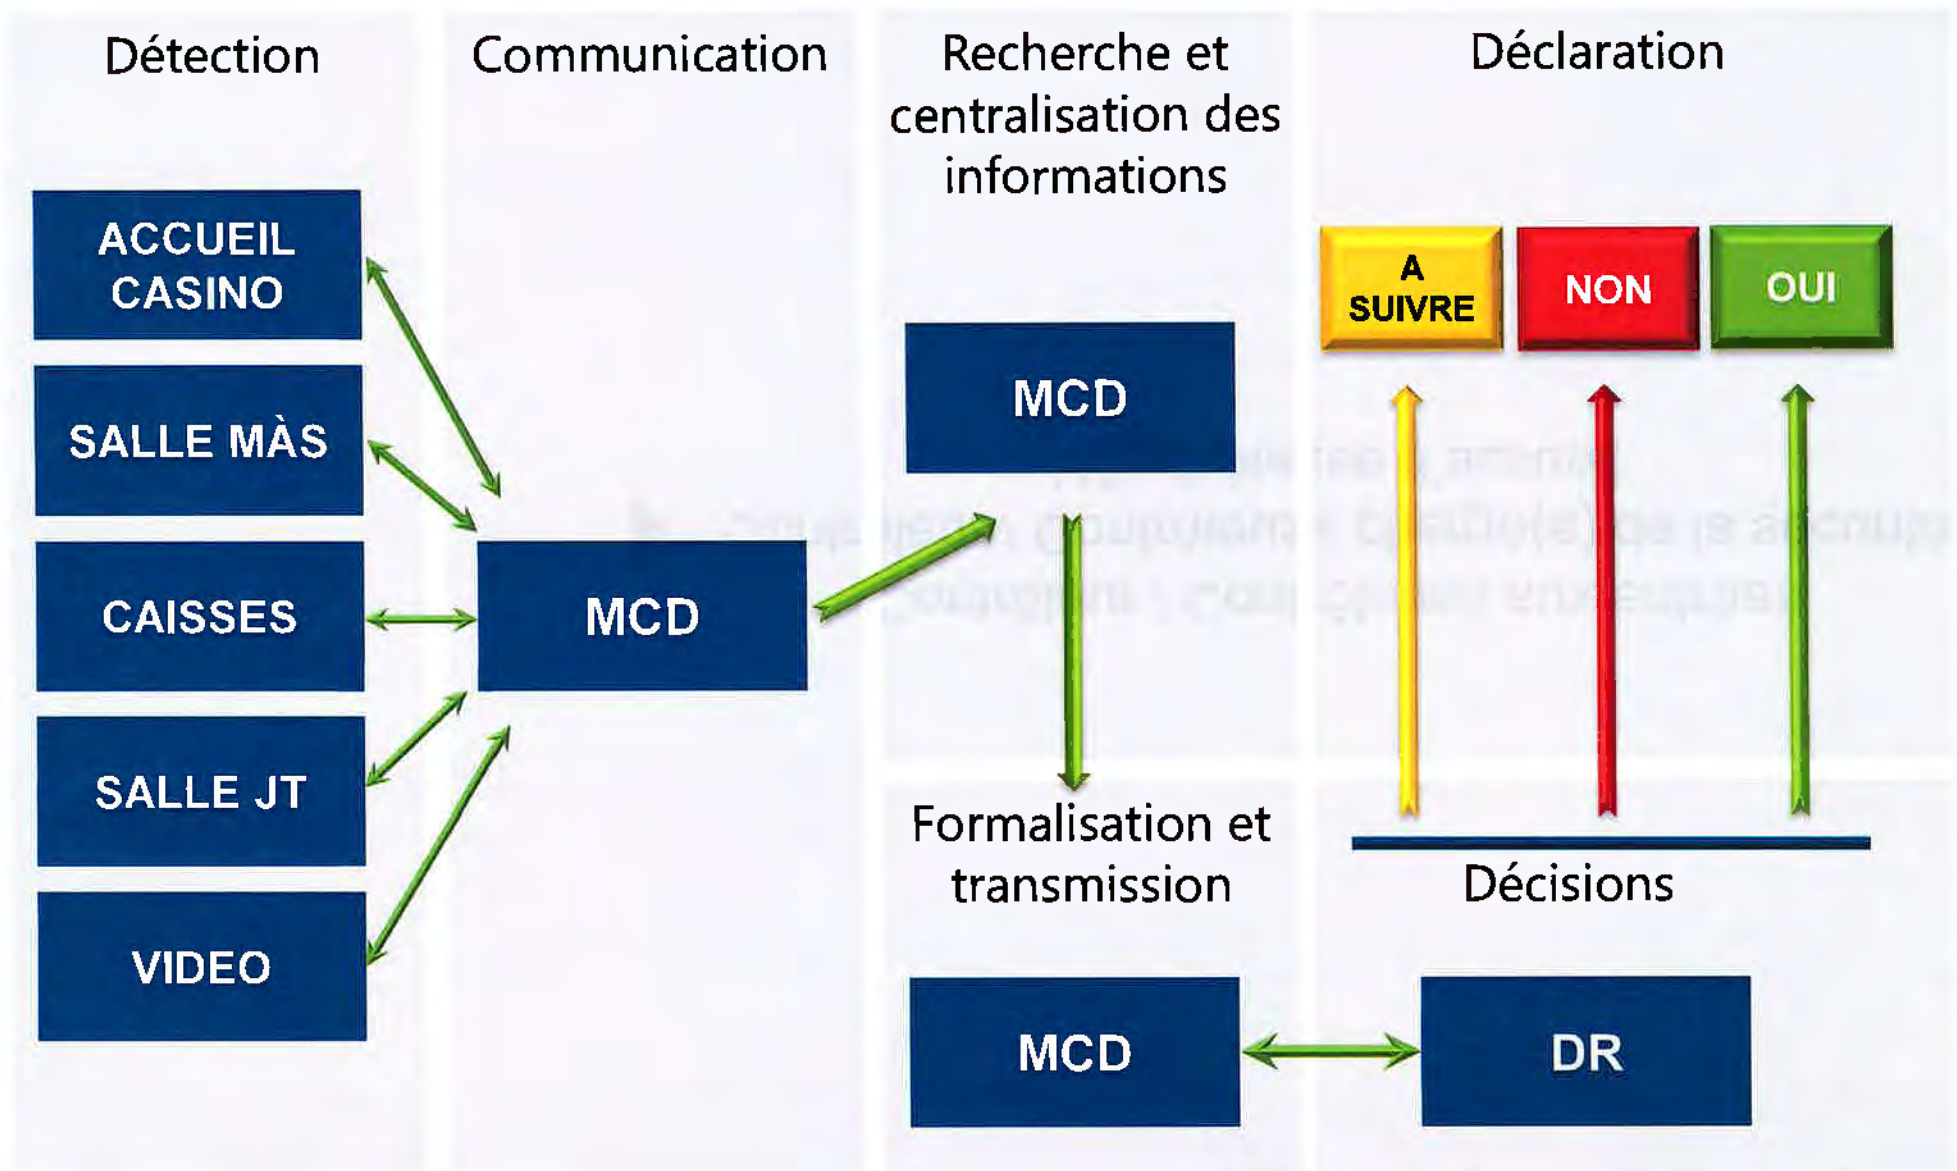 Détection
ACCUEIL
CASINO
SALLE MÀS
CAISSES
SALLE JT
VIDEO
Communication
MCD
Recherche et
centralisation des
informations
MCD
Formalisation et
transmission
MCD
Déclaration
A
SUIVRE
NON
OUI
Décisions
DR